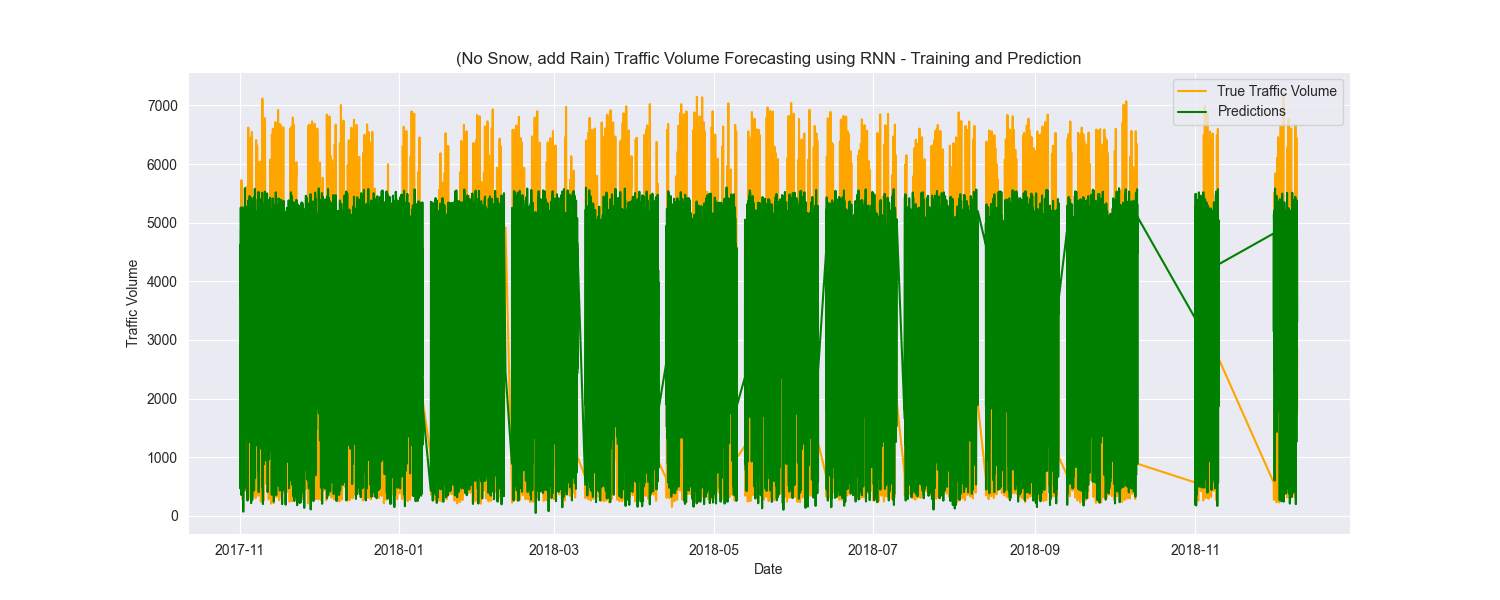 (No Snow, add Rain) Traffic Volume Forecasting using RNN - Training and Prediction
True Traffic Volume
Predictions
Traffic Volume
7000
6000
5000
4000
3000
2000
1000
0
2017-11 2018-01 2018-03 2018-05 2018-07 2018-09 2018-11
Date